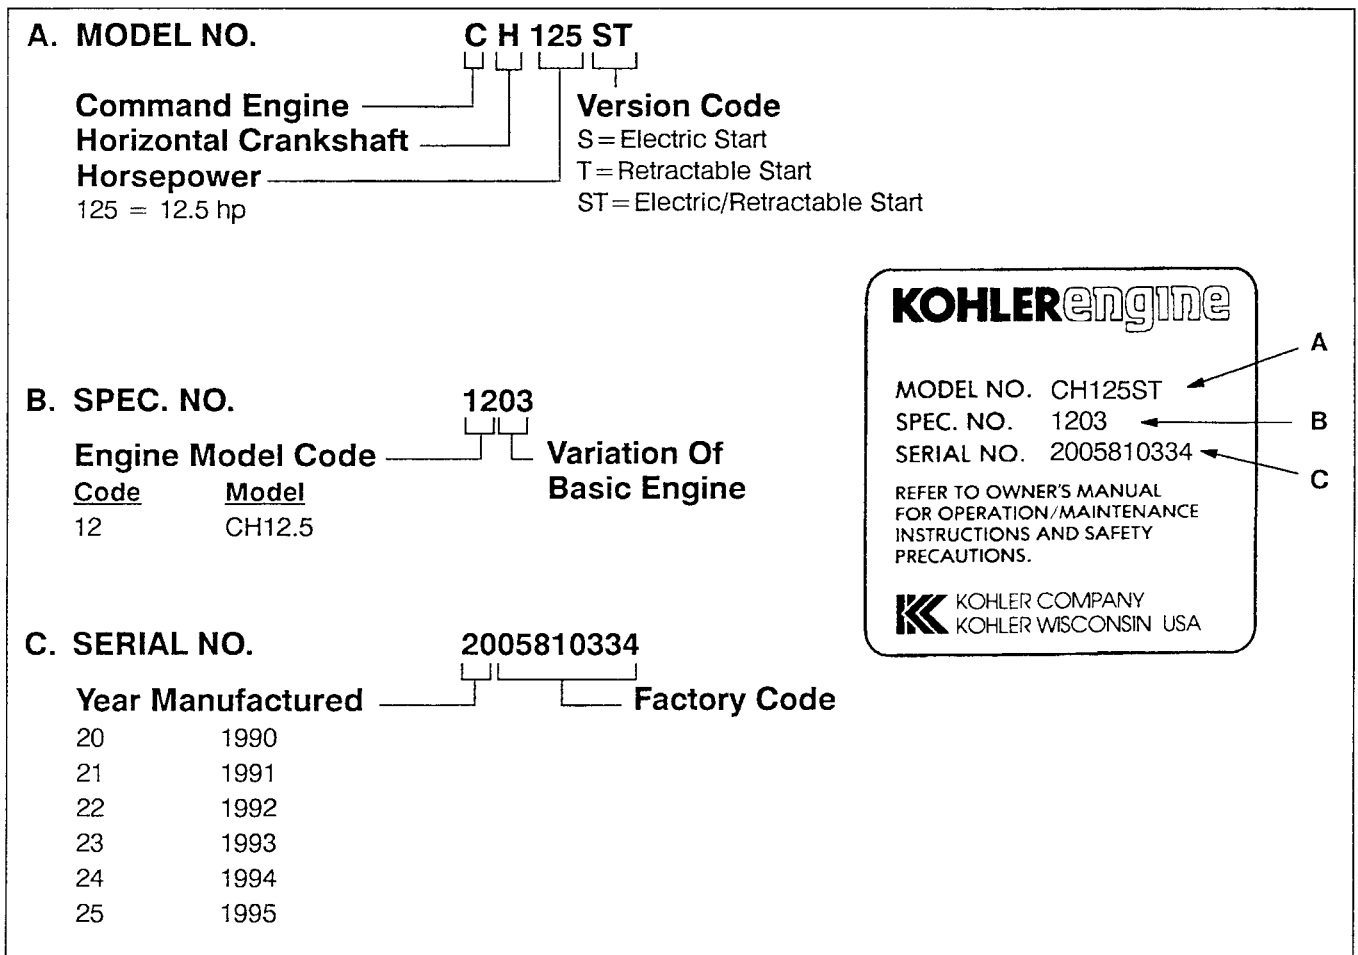 A. MODEL NO. C H 125 ST
Command Engine
Horizontal Crankshaft
Horsepower
125 = 12.5 hp
Version Code
S=Electric Start
T=Retractable Start
ST=Electric/Retractable Start
B. SPEC. NO. 1203
Engine Model Code
Code Model
12 CH12.5
Variation Of
Basic Engine
C. SERIAL NO. 2005810334
Year Manufactured
Factory Code
20 1990
21 1991
22 1992
23 1993
24 1994
25 1995
KOHLERengine
MODEL NO. CH125ST
SPEC. NO. 1203
SERIAL NO. 2005810334
REFER TO OWNER'S MANUAL
FOR OPERATION/MAINTENANCE
INSTRUCTIONS AND SAFETY
PRECAUTIONS.
KOHLER COMPANY
KOHLER WISCONSIN USA
A
B
C